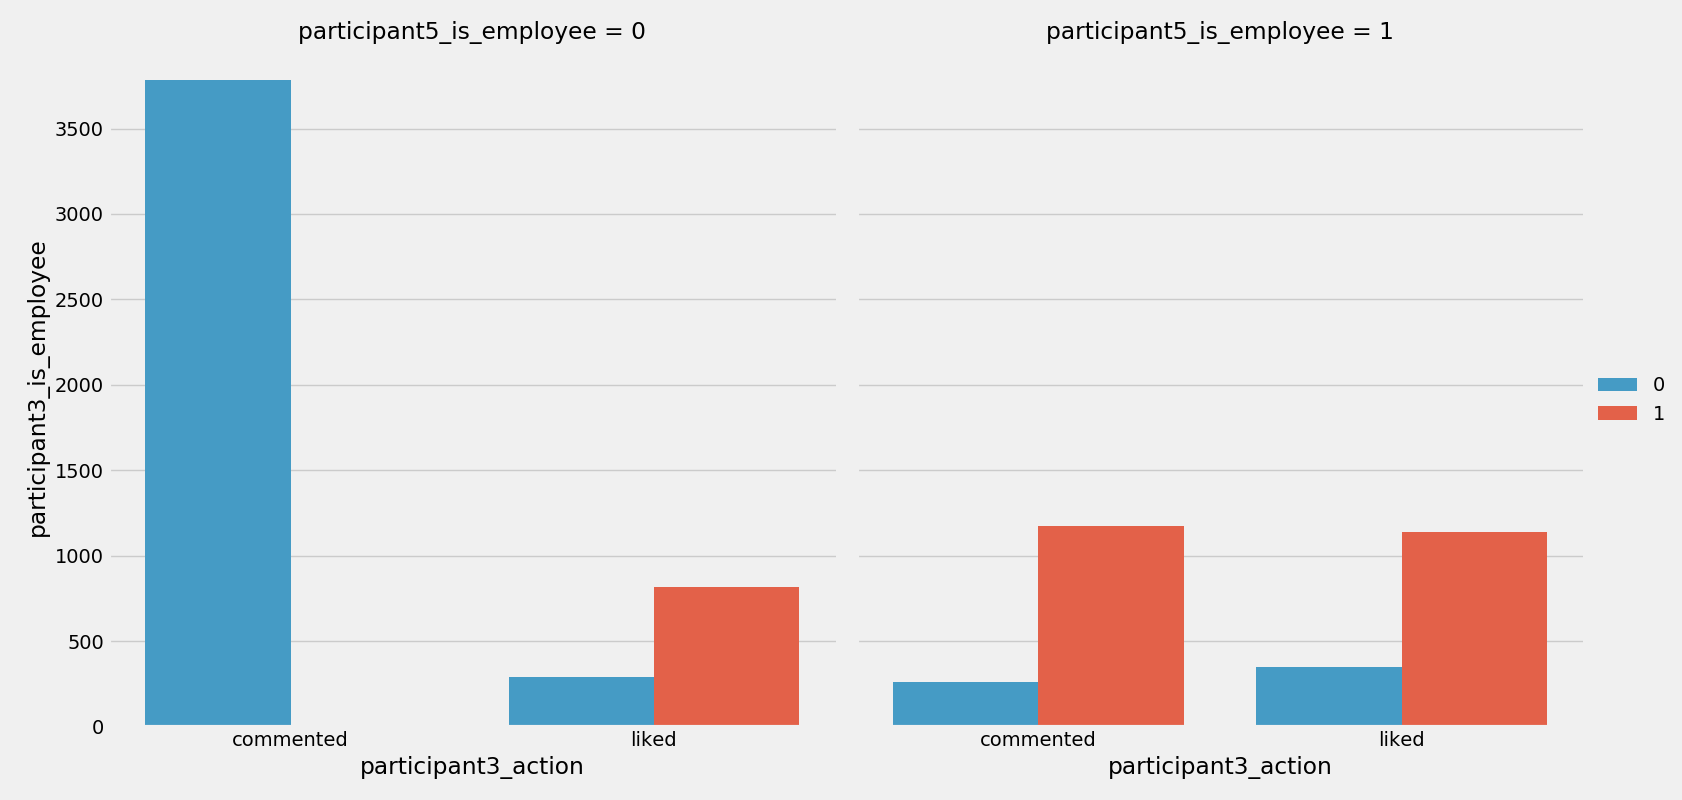 participant5_is_employee = 0
participant5_is_employee = 1
participant3_is_employee
3500
3000
2500
2000
1500
1000
500
0
commented
liked
participant3_action
commented
liked
participant3_action
0
1